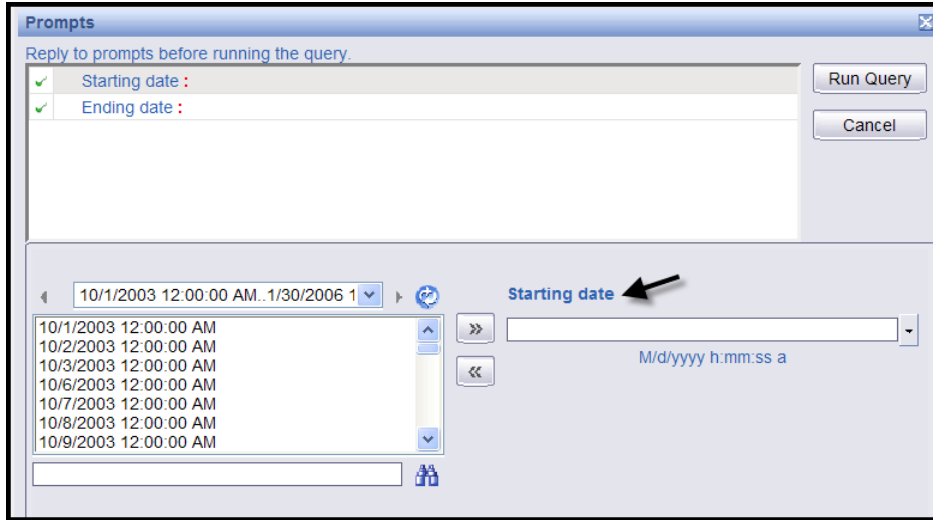 Prompts
Reply to prompts before running the query.
Starting date :
Ending date :
Run Query
Cancel
10/1/2003 12:00:00 AM..1/30/2006 1
Starting date
10/1/2003 12:00:00 AM
10/2/2003 12:00:00 AM
10/3/2003 12:00:00 AM
10/6/2003 12:00:00 AM
10/7/2003 12:00:00 AM
10/8/2003 12:00:00 AM
10/9/2003 12:00:00 AM
M/d/yyyy h:mm:ss a